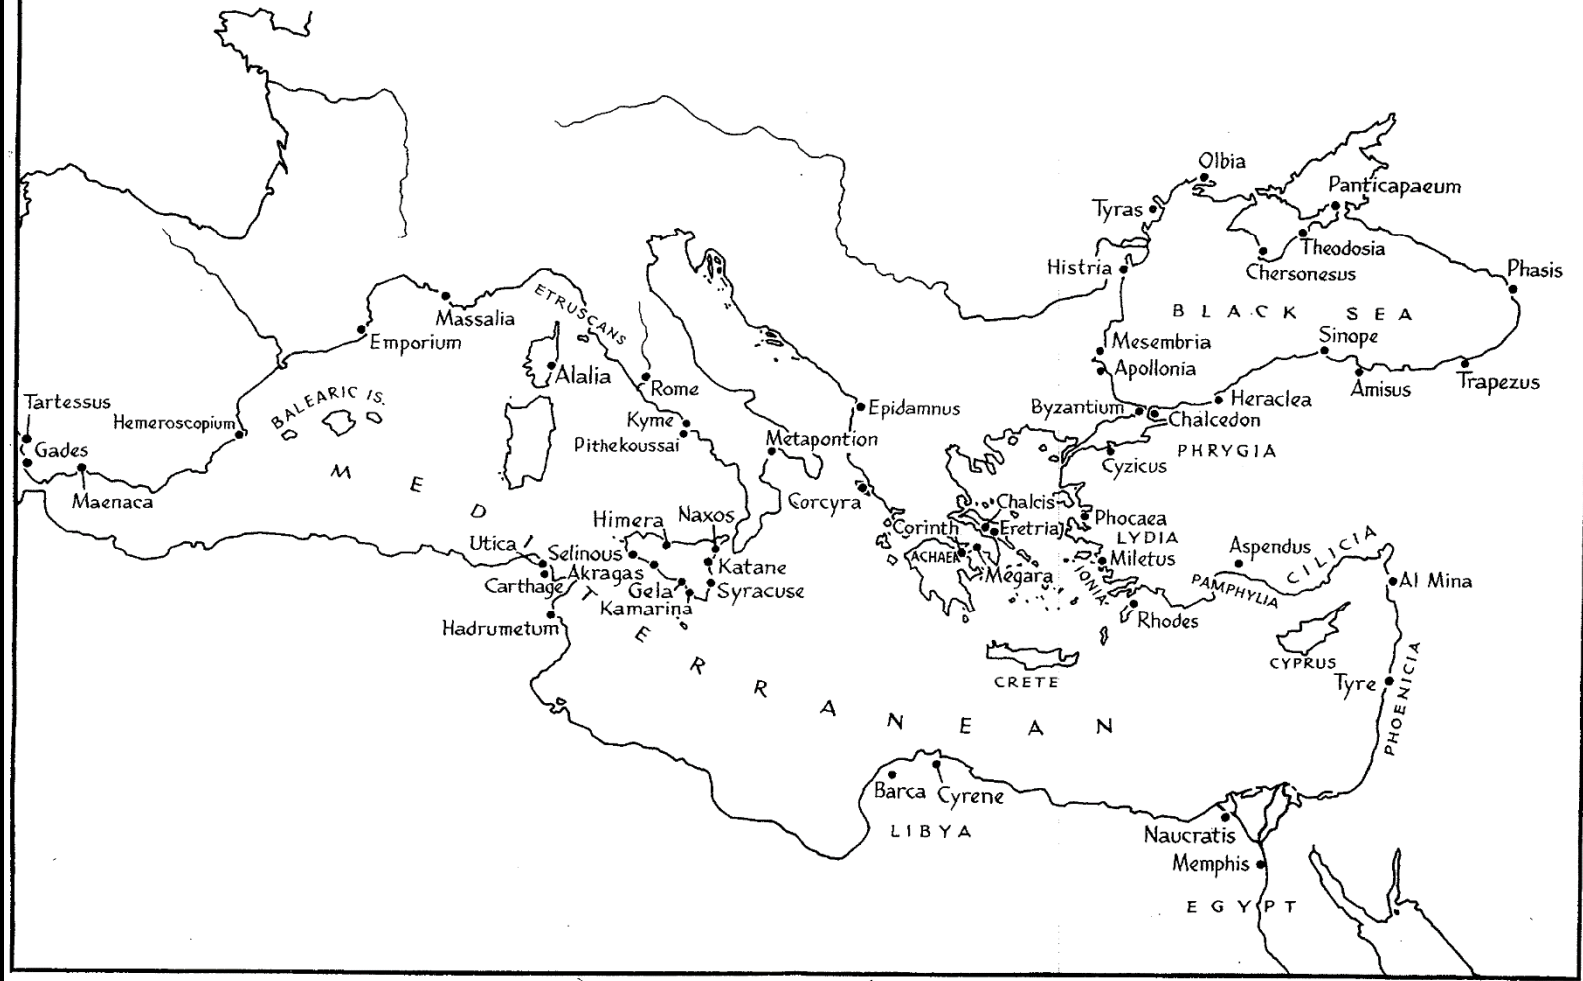 Olbia
Panticapaeum
Tyras
Theodosia
Histria
Chersonesus
Phasis
ETRUSCANS
Massalia
BLACK SEA
Emporium
Mesembria
Sinope
Alalia
Apollonia
Rome
Amisus
Trapezus
BALEARIC IS.
Tartessus
Hemeroscopium
Kyme
Epidamnus
Byzantium
Heraclea
Chalcedon
Pithekoussai
Metapontion
PHRYGIA
Gades
Cyzicus
Maenaca
MEDITERRANEAN
Corcyra
Chalcis
Himera
Naxos
Corinth
Eretria
Phocaea
LYDIA
Utica
Selinous
Katane
ACHAEA
Miletus
Aspendus
CILICIA
Carthage
Akragas
Gela
Syracuse
Megara
IONIA
PAMPHYLIA
Al Mina
Kamarina
Hadrumetum
Rhodes
CRETE
CYPRUS
Tyre
PHOENICIA
Barca
Cyrene
LIBYA
Naucratis
Memphis
EGYPT